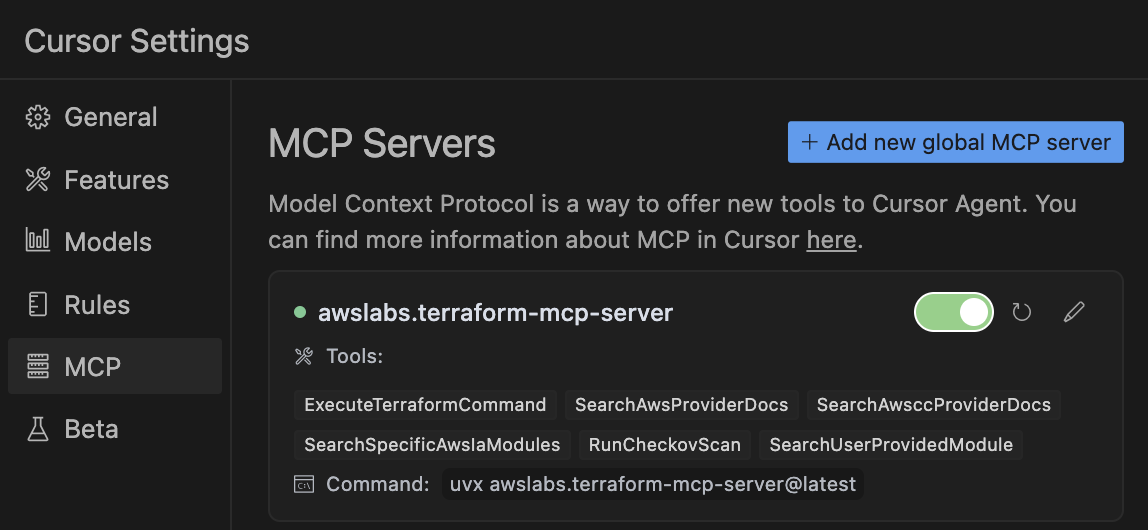 Cursor Settings
General
Features
Models
Rules
MCP
Beta
MCP Servers
+ Add new global MCP server
Model Context Protocol is a way to offer new tools to Cursor Agent. You
can find more information about MCP in Cursor here.
awslabs.terraform-mcp-server
Tools:
ExecuteTerraformCommand SearchAwsProviderDocs SearchAwsccProviderDocs
SearchSpecificAwsIaModules RunCheckovScan SearchUserProvidedModule
Command: uvx awslabs.terraform-mcp-server@latest